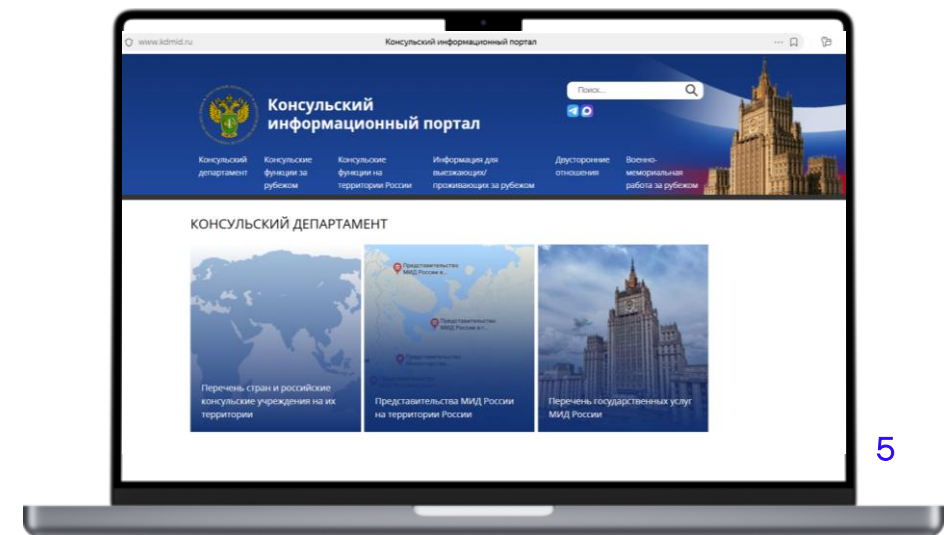 www.kdmid.ru
Консульский информационный портал
Поиск...
Консульский
информационный портал
Консульский
департамент
Консульские
функции за
рубежом
Консульские
функции на
территории России
Информация для
выезжающих/
проживающих за рубежом
Двусторонние
отношения
Военно-
мемориальная
работа за рубежом
КОНСУЛЬСКИЙ ДЕПАРТАМЕНТ
Представительство
МИД России в...
Представительство
МИД России в г...
Представительство
Перечень стран и российские
консульские учреждения на их
территории
Представительства МИД России
на территории России
Перечень государственных услуг
МИД России
5